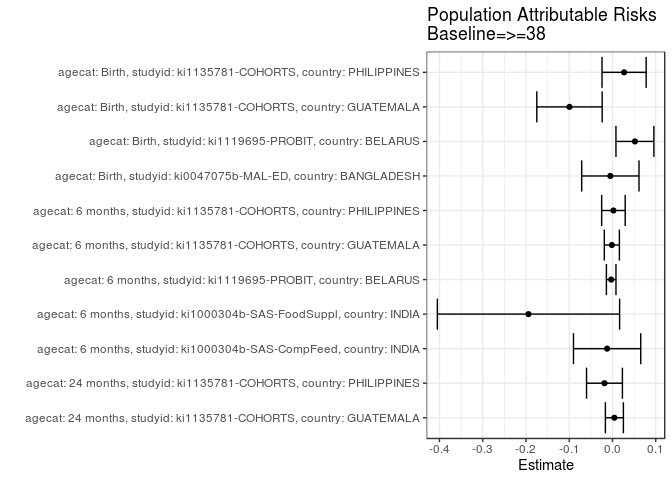 Population Attributable Risks
Baseline=>=38
agecat: Birth, studyid: ki1135781-COHORTS, country: PHILIPPINES
agecat: Birth, studyid: ki1135781-COHORTS, country: GUATEMALA
agecat: Birth, studyid: ki1119695-PROBIT, country: BELARUS
agecat: Birth, studyid: ki0047075b-MAL-ED, country: BANGLADESH
agecat: 6 months, studyid: ki1135781-COHORTS, country: PHILIPPINES
agecat: 6 months, studyid: ki1135781-COHORTS, country: GUATEMALA
agecat: 6 months, studyid: ki1119695-PROBIT, country: BELARUS
agecat: 6 months, studyid: ki1000304b-SAS-FoodSuppl, country: INDIA
agecat: 6 months, studyid: ki1000304b-SAS-CompFeed, country: INDIA
agecat: 24 months, studyid: ki1135781-COHORTS, country: PHILIPPINES
agecat: 24 months, studyid: ki1135781-COHORTS, country: GUATEMALA
-0.4 -0.3 -0.2 -0.1 0.0 0.1
Estimate